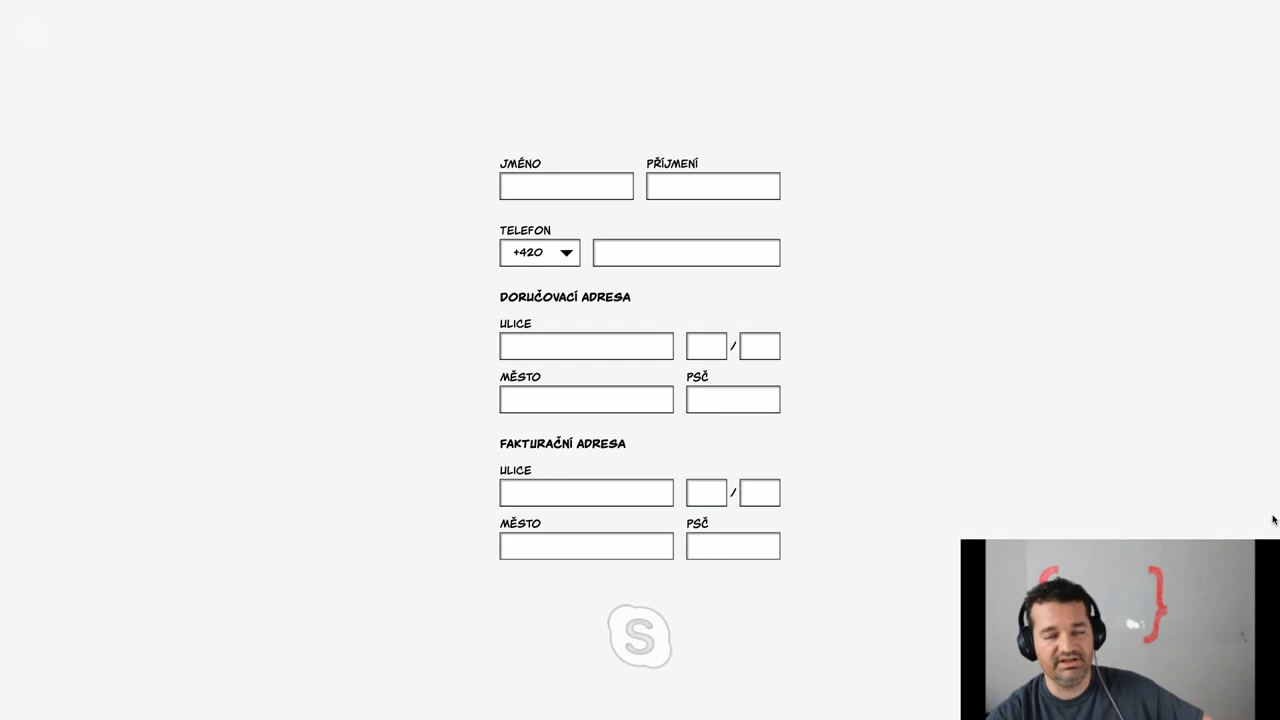 JMÉNO PŘÍJMENÍ
TELEFON
+420
DORUČOVACÍ ADRESA
ULICE
/
MĚSTO PSČ
FAKTURAČNÍ ADRESA
ULICE
/
MĚSTO PSČ
S
{ }